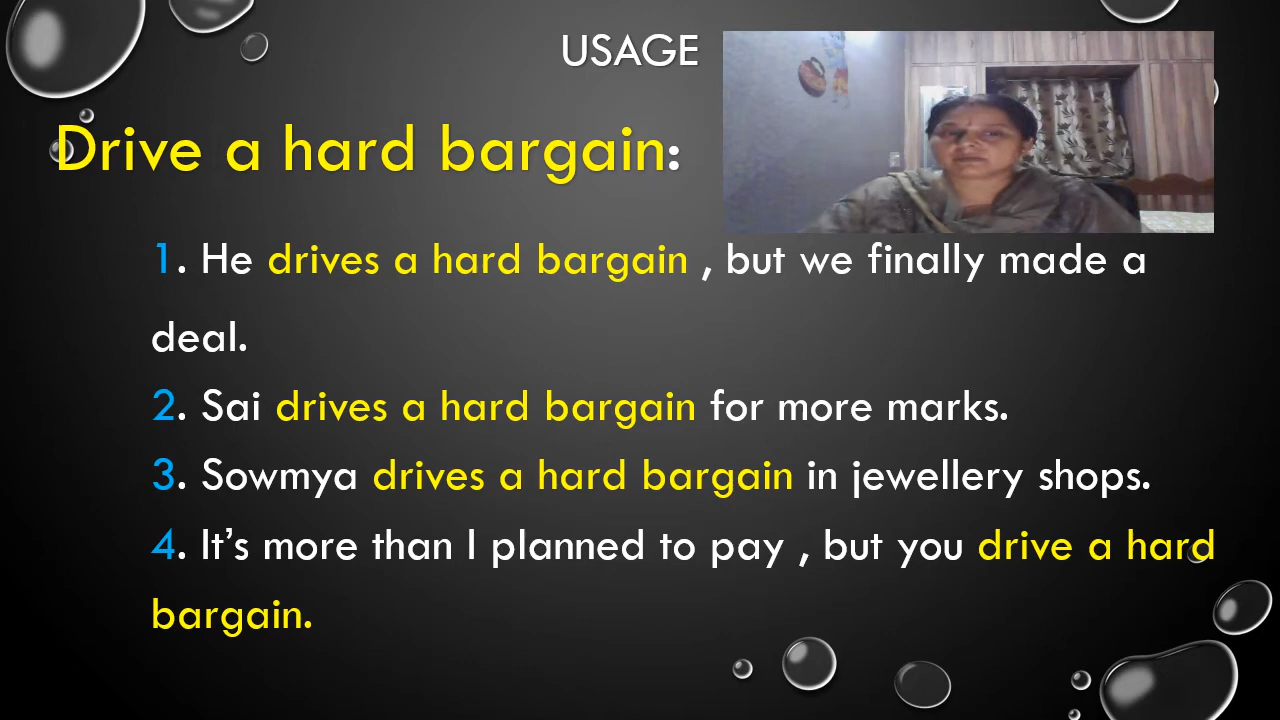 USAGE
Drive a hard bargain:
1. He drives a hard bargain , but we finally made a
deal.
2. Sai drives a hard bargain for more marks.
3. Sowmya drives a hard bargain in jewellery shops.
4. It’s more than I planned to pay , but you drive a hard
bargain.